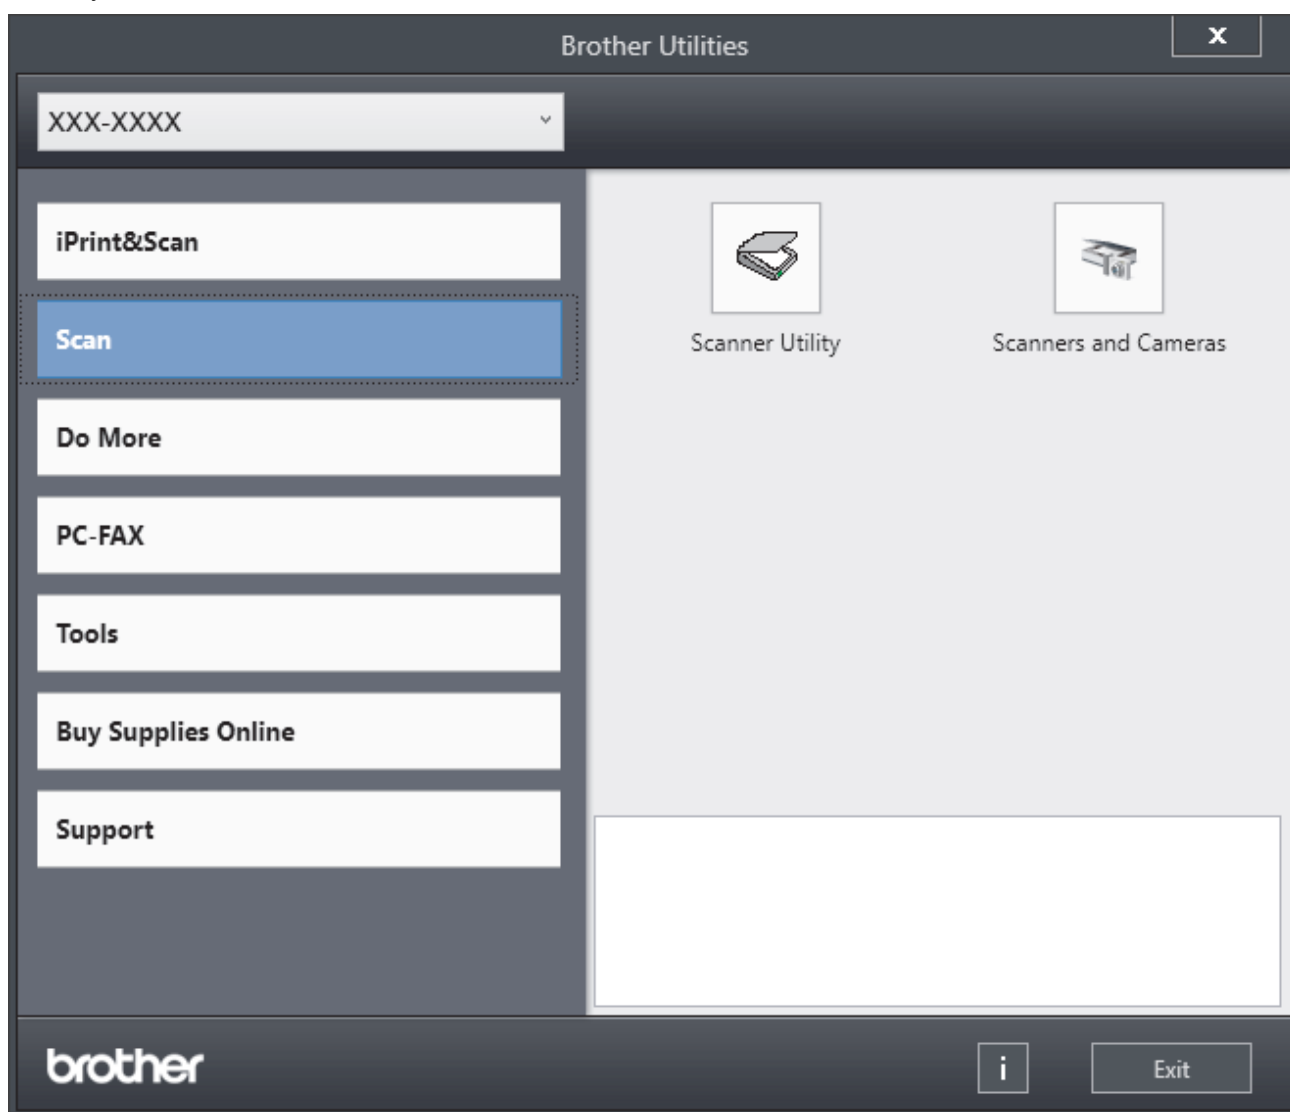 Brother Utilities
X
XXX-XXXX
iPrint&Scan
Scan
Do More
PC-FAX
Tools
Buy Supplies Online
Support
Scanner Utility
Scanners and Cameras
brother
i
Exit